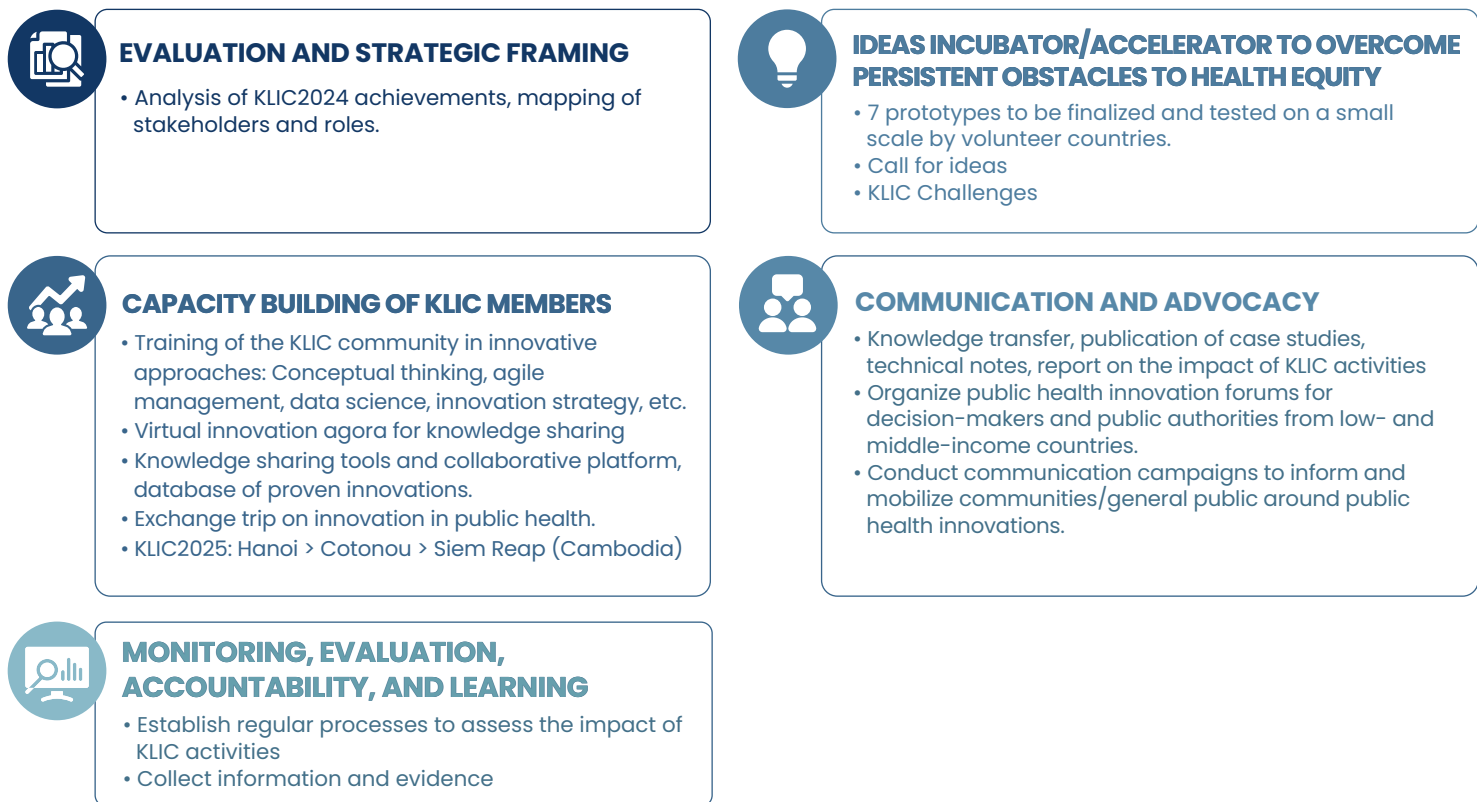 EVALUATION AND STRATEGIC FRAMING
• Analysis of KLIC2024 achievements, mapping of
stakeholders and roles.
IDEAS INCUBATOR/ACCELERATOR TO OVERCOME
PERSISTENT OBSTACLES TO HEALTH EQUITY
• 7 prototypes to be finalized and tested on a small
scale by volunteer countries.
• Call for ideas
• KLIC Challenges
CAPACITY BUILDING OF KLIC MEMBERS
• Training of the KLIC community in innovative
approaches: Conceptual thinking, agile
management, data science, innovation strategy, etc.
• Virtual innovation agora for knowledge sharing
• Knowledge sharing tools and collaborative platform,
database of proven innovations.
• Exchange trip on innovation in public health.
• KLIC2025: Hanoi > Cotonou > Siem Reap (Cambodia)
COMMUNICATION AND ADVOCACY
• Knowledge transfer, publication of case studies,
technical notes, report on the impact of KLIC activities
• Organize public health innovation forums for
decision-makers and public authorities from low- and
middle-income countries.
• Conduct communication campaigns to inform and
mobilize communities/general public around public
health innovations.
MONITORING, EVALUATION,
ACCOUNTABILITY, AND LEARNING
• Establish regular processes to assess the impact of
KLIC activities
• Collect information and evidence